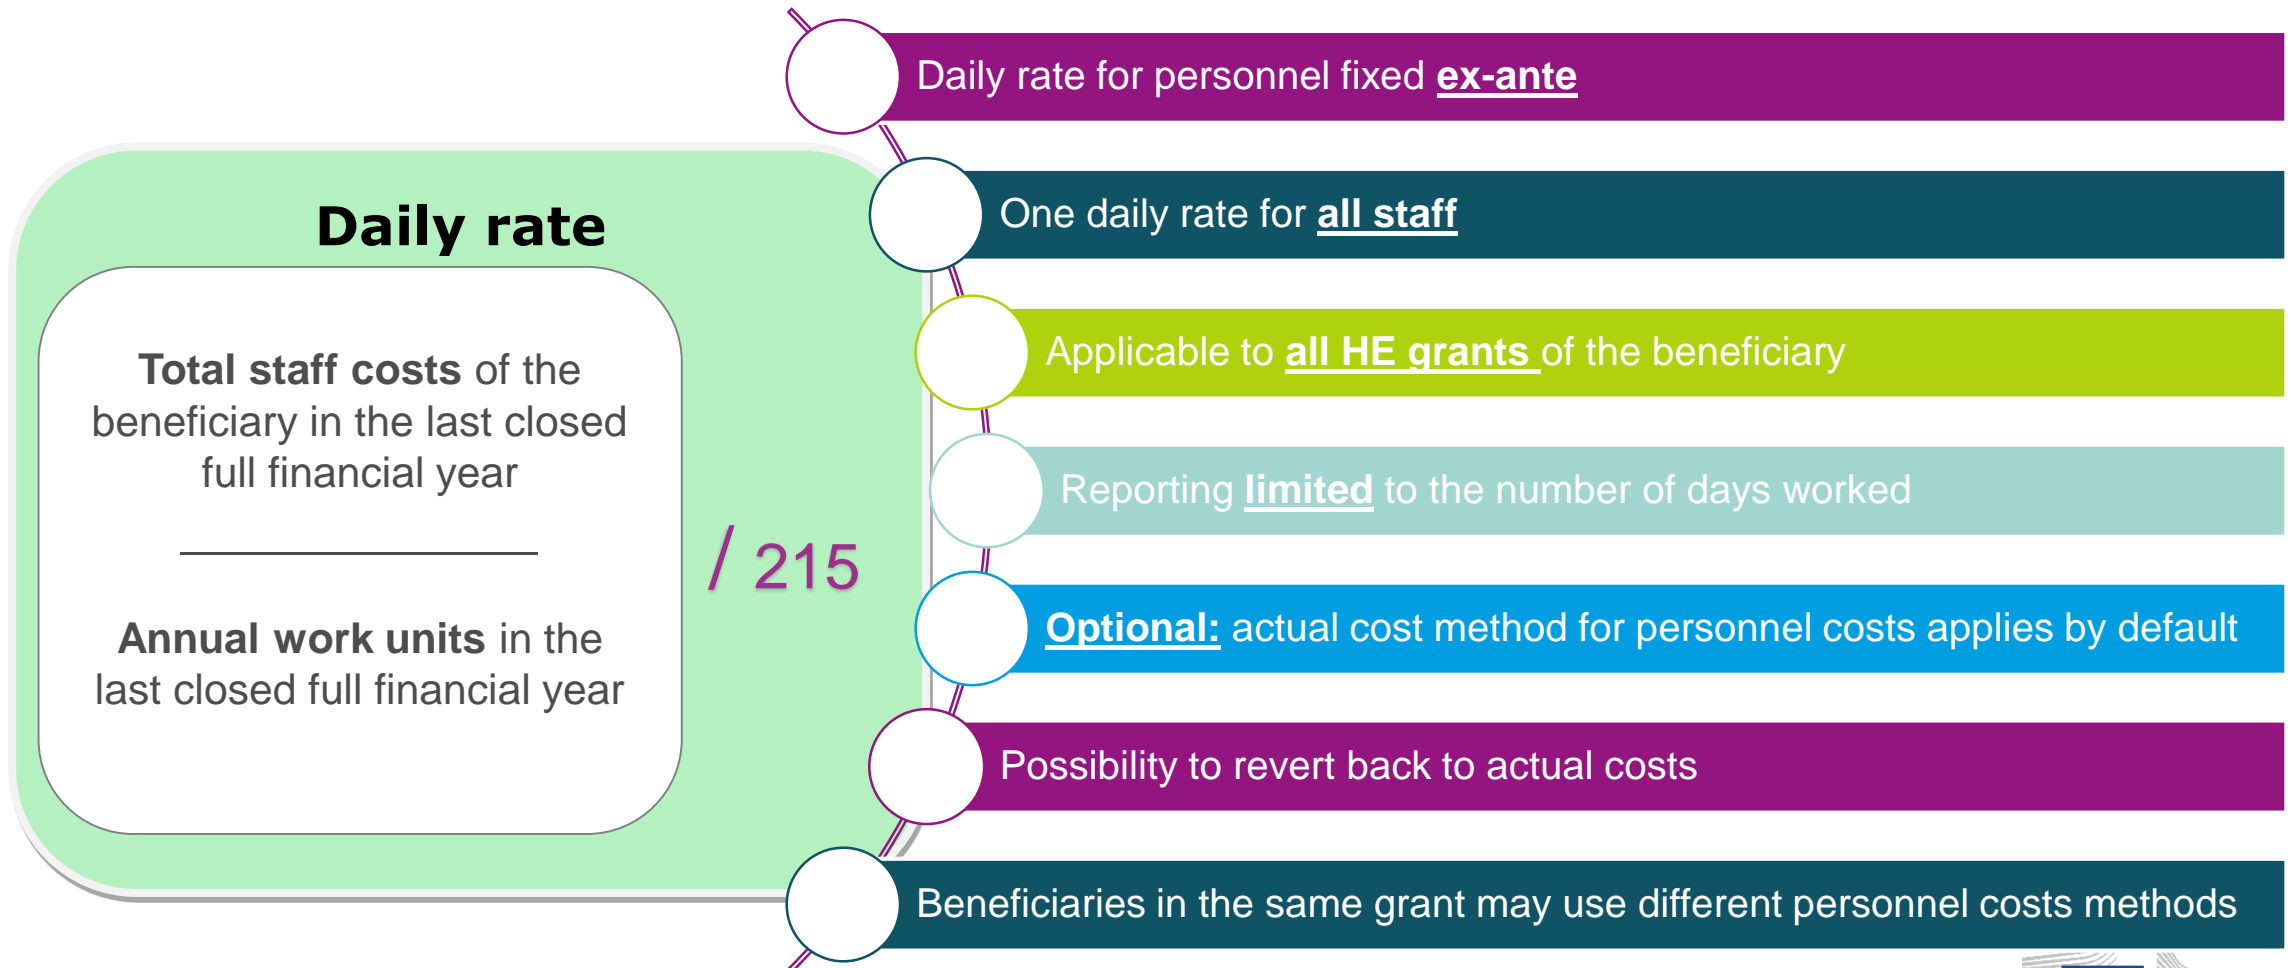 Daily rate
Total staff costs of the
beneficiary in the last closed
full financial year
Annual work units in the
last closed full financial year
/ 215
Daily rate for personnel fixed ex-ante
One daily rate for all staff
Applicable to all HE grants of the beneficiary
Reporting limited to the number of days worked
Optional: actual cost method for personnel costs applies by default
Possibility to revert back to actual costs
Beneficiaries in the same grant may use different personnel costs methods